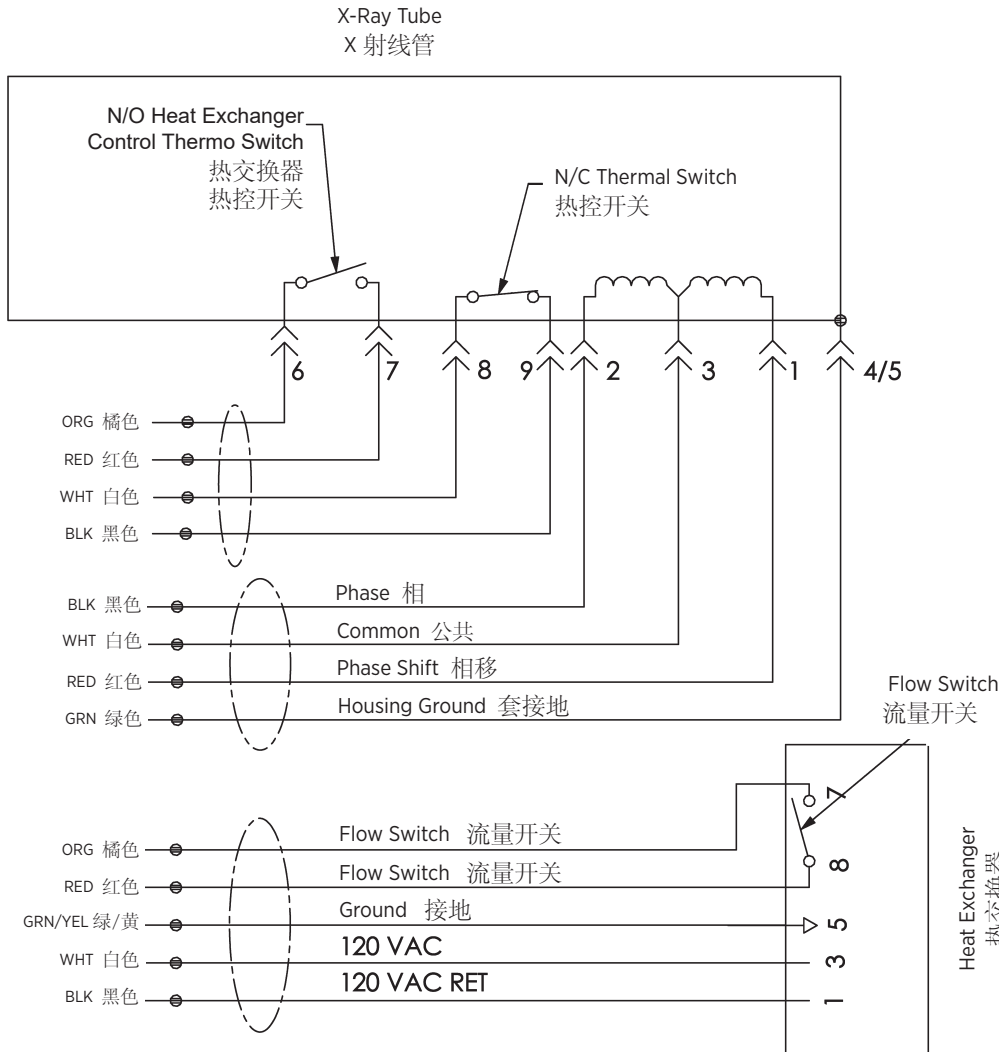 X-Ray Tube
X 射线管
N/O Heat Exchanger
Control Thermo Switch
热交换器
热控开关
N/C Thermal Switch
热控开关
6
7
8
9
2
3
1
4/5
ORG 橘色
RED 红色
WHT 白色
BLK 黑色
BLK 黑色
Phase 相
WHT 白色
Common 公共
RED 红色
Phase Shift 相移
GRN 绿色
Housing Ground 套接地
Flow Switch
流量开关
ORG 橘色
Flow Switch 流量开关
7
RED 红色
Flow Switch 流量开关
8
GRN/YEL 绿/黄
Ground 接地
5
WHT 白色
120 VAC
3
BLK 黑色
120 VAC RET
1
Heat Exchanger
热交换器